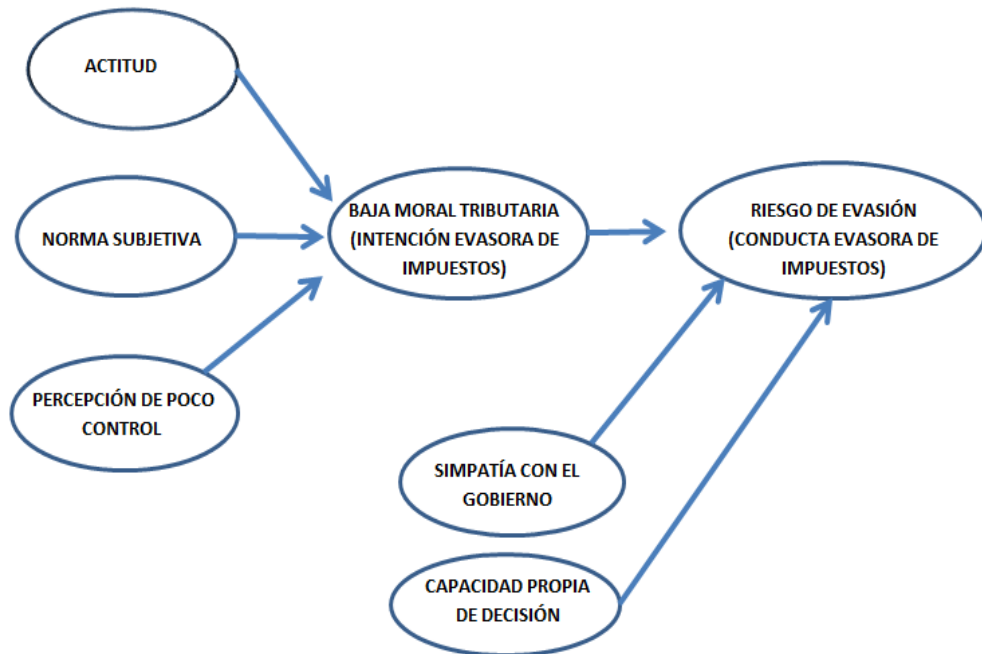 ACTITUD
NORMA SUBJETIVA
PERCEPCIÓN DE POCO
CONTROL
BAJA MORAL TRIBUTARIA
(INTENCIÓN EVASORA DE
IMPUESTOS)
RIESGO DE EVASIÓN
(CONDUCTA EVASORA DE
IMPUESTOS)
SIMPATÍA CON EL
GOBIERNO
CAPACIDAD PROPIA
DE DECISIÓN